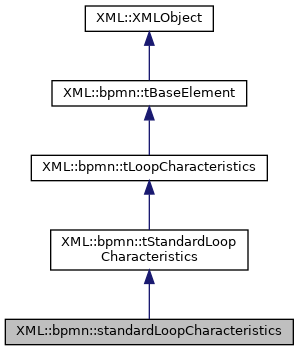 XML::XMLObject
XML::bpmn::tBaseElement
XML::bpmn::tLoopCharacteristics
XML::bpmn::tStandardLoop
Characteristics
XML::bpmn::standardLoopCharacteristics